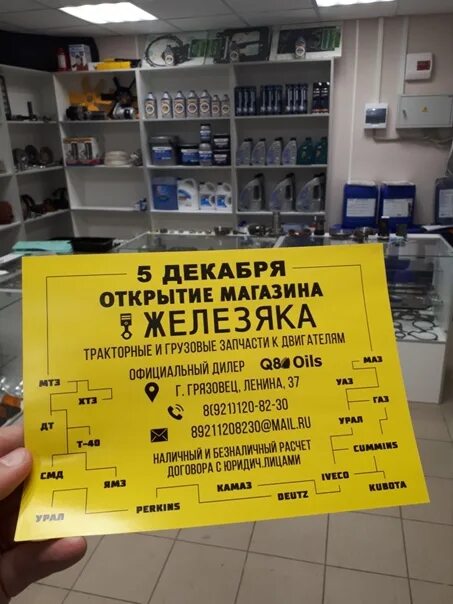 5 ДЕКАБРЯ
ОТКРЫТИЕ МАГАЗИНА
ЖЕЛЕЗЯКА
ТРАКТОРНЫЕ И ГРУЗОВЫЕ ЗАПЧАСТИ К ДВИГАТЕЛЯМ
ОФИЦИАЛЬНЫЙ ДИЛЕР Q8 Oils
Г. ГРЯЗОВЕЦ, ЛЕНИНА, 37
8(921)120-82-30
89211208230@MAIL.RU
НАЛИЧНЫЙ И БЕЗНАЛИЧНЫЙ РАСЧЕТ
ДОГОВОРА С ЮРИДИЧ.ЛИЦАМИ
МТЗ
ХТЗ
ДТ
Т-40
СМД
ЯМЗ
УРАЛ
PERKINS
КАМАЗ
DEUTZ
IVECO
KUBOTA
CUMMINS
УРАЛ
ГАЗ
УАЗ
МАЗ